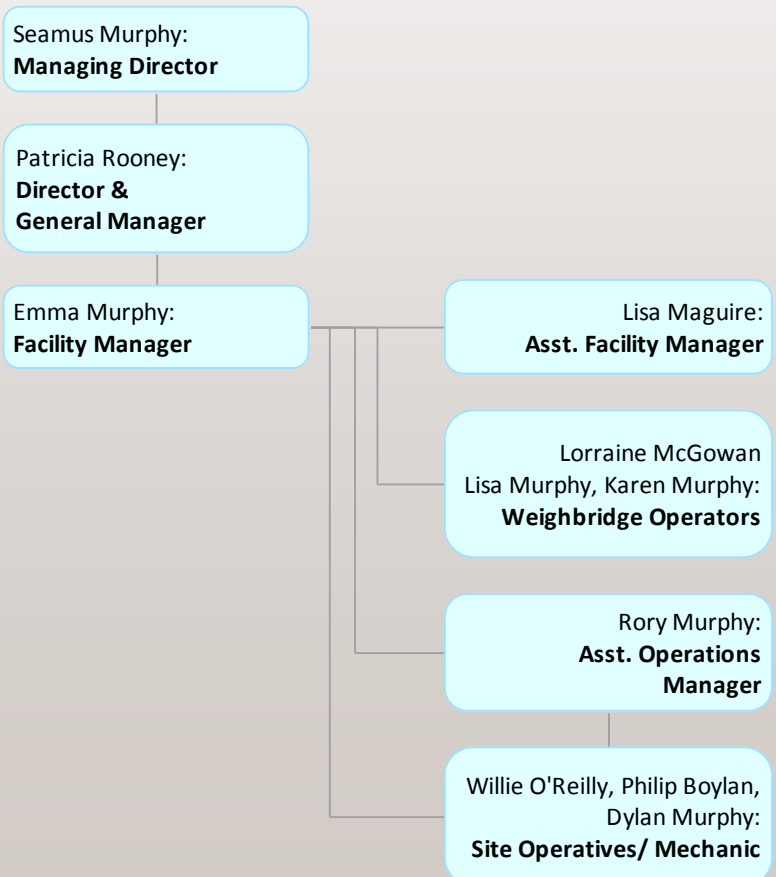 Seamus Murphy:
Managing Director
Patricia Rooney:
Director &
General Manager
Emma Murphy:
Facility Manager
Lisa Maguire:
Asst. Facility Manager
Lorraine McGowan
Lisa Murphy, Karen Murphy:
Weighbridge Operators
Rory Murphy:
Asst. Operations
Manager
Willie O'Reilly, Philip Boylan,
Dylan Murphy:
Site Operatives/ Mechanic